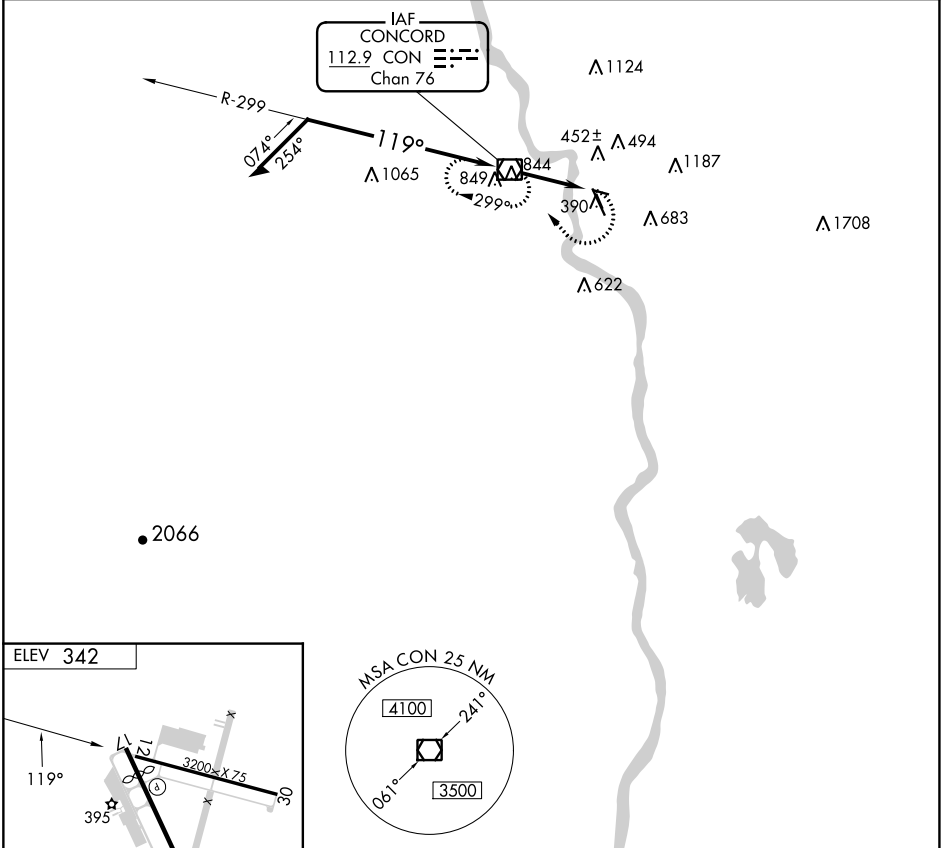 IAF
CONCORD
112.9 CON
Chan 76
1124
R-299
452±
494
119°
074°
254°
1065
844
1187
849
299°
390
683
1708
622
2066
ELEV 342
MSA CON 25 NM
4100
241°
061°
3500
17
12
3200 X 75
30
119°
395
P
X
X
X